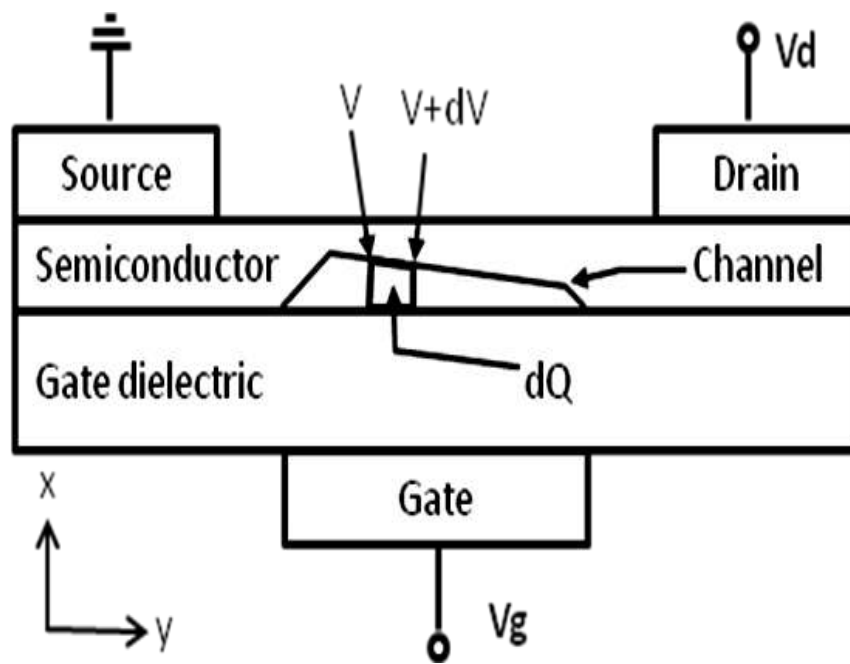 Vd
V
V+dV
Source
Drain
Semiconductor
Channel
Gate dielectric
dQ
x
Gate
y
Vg